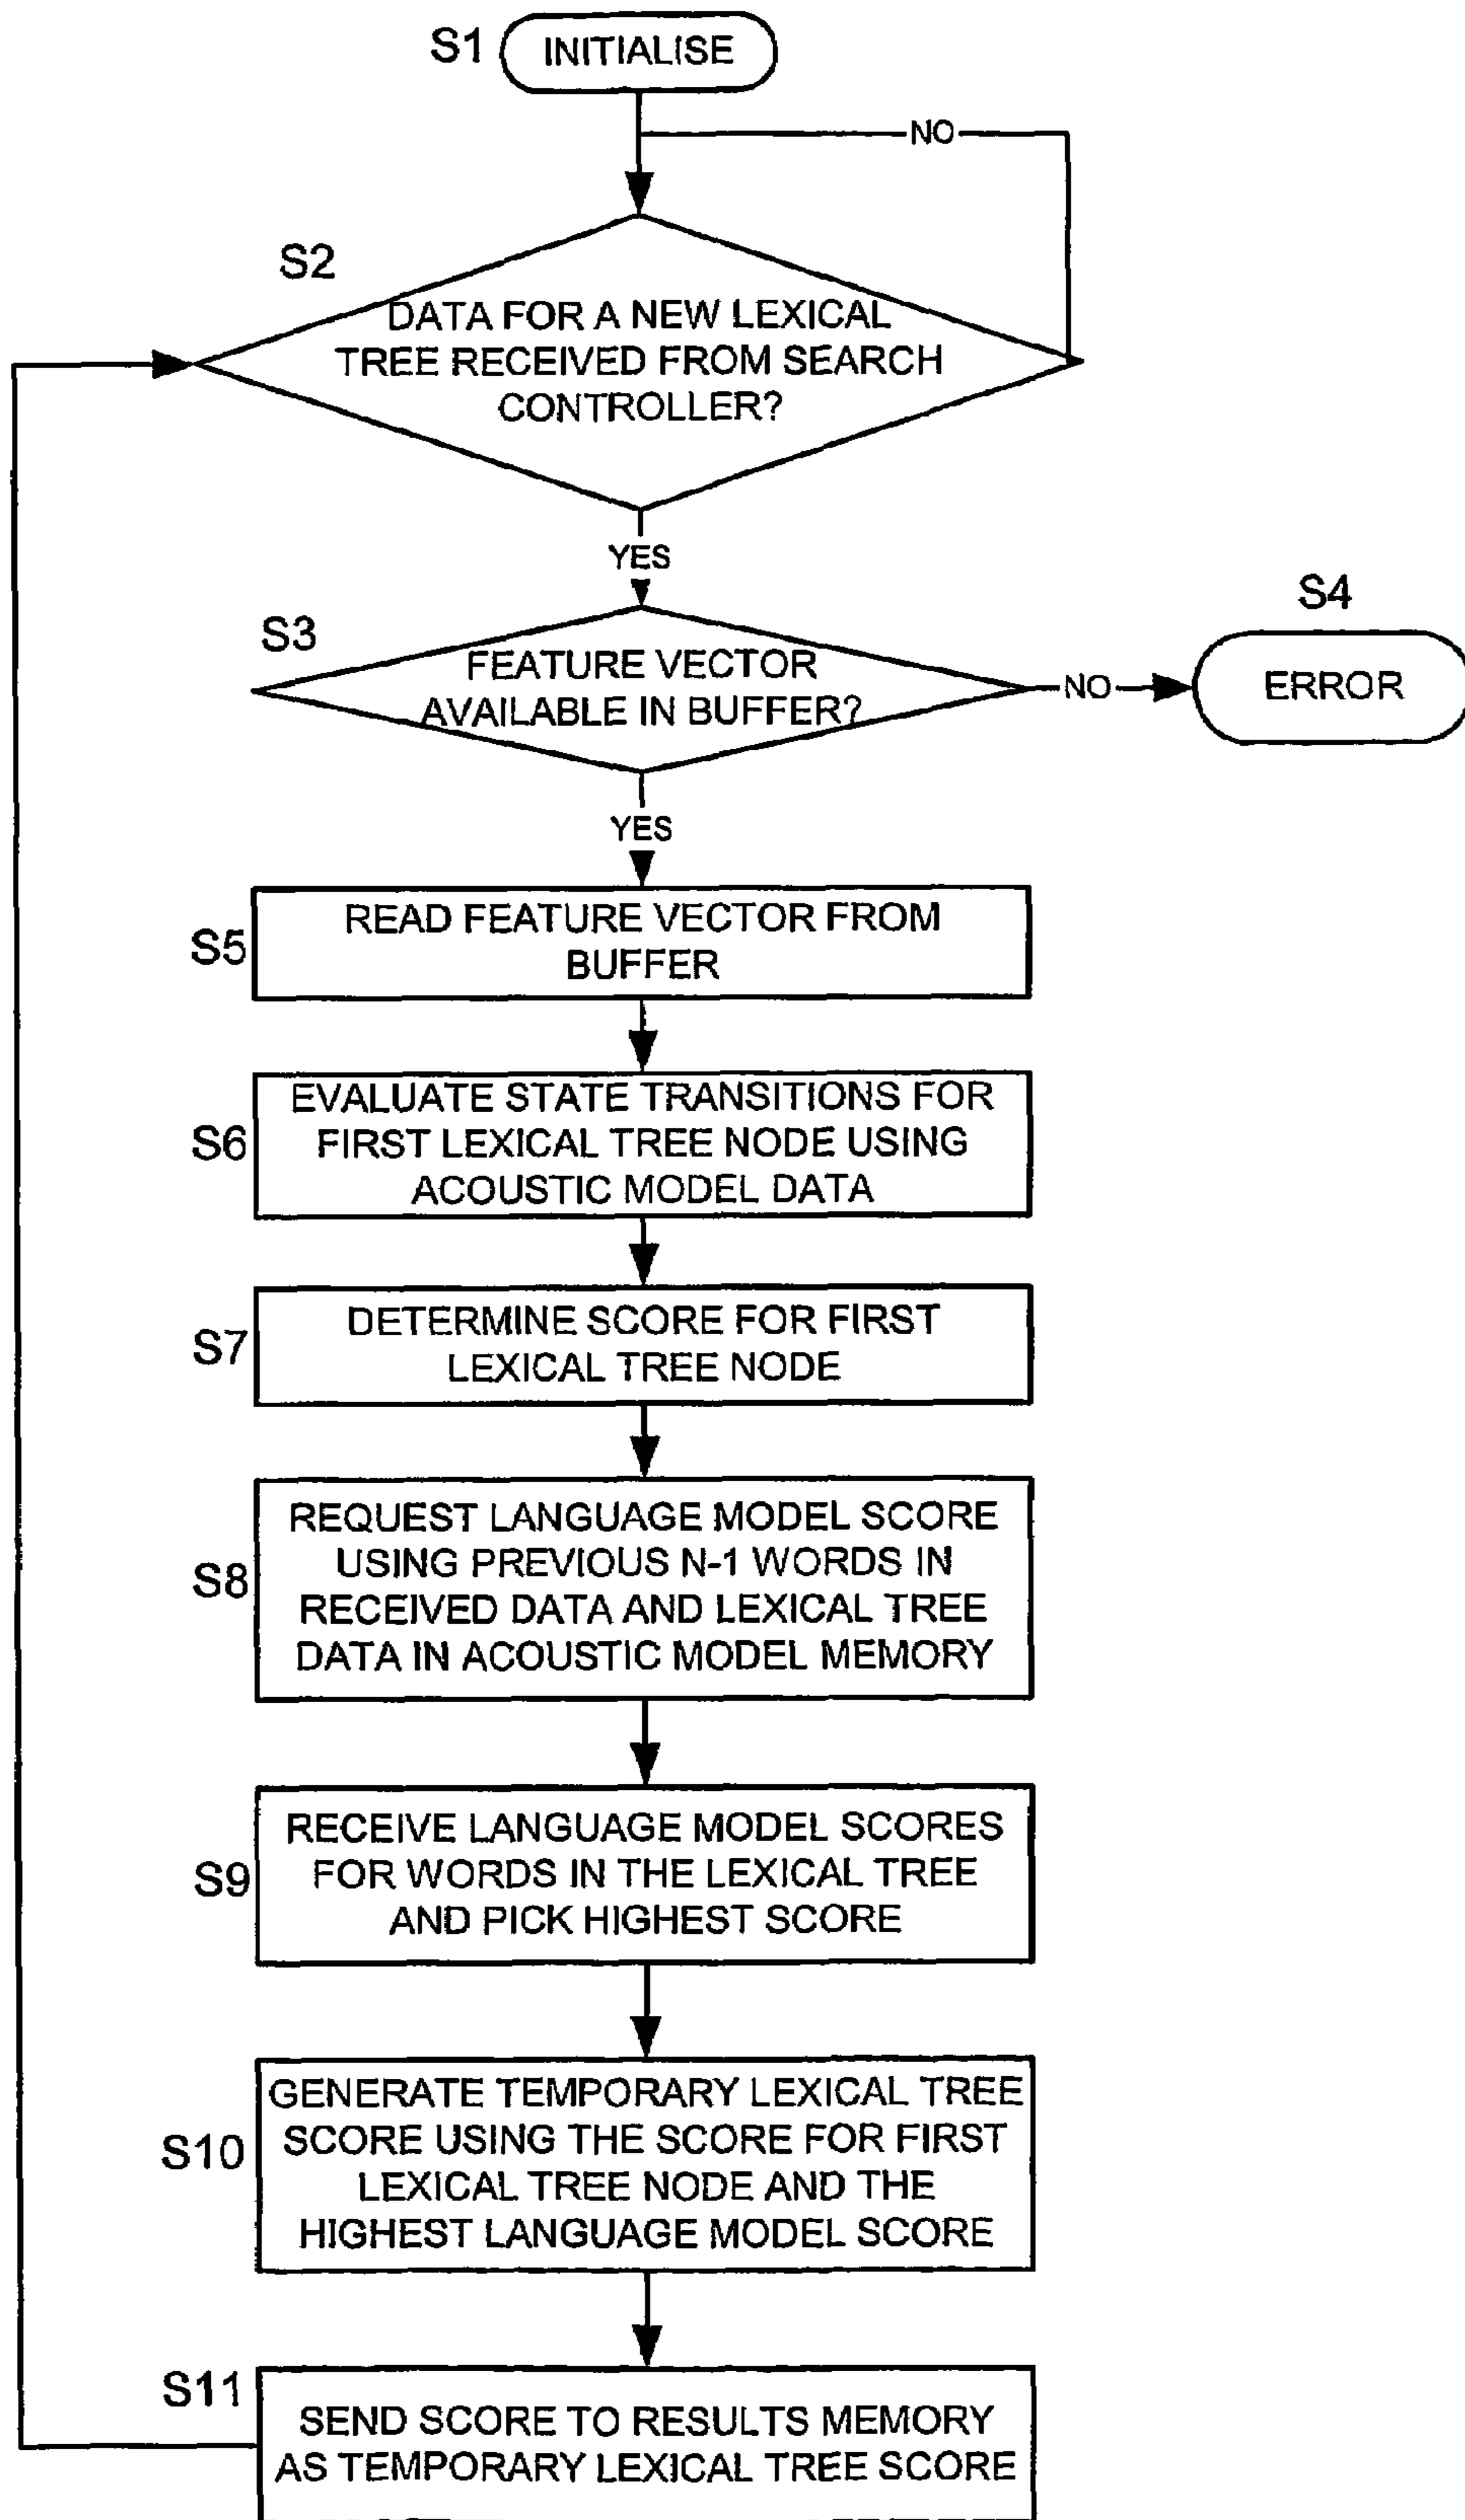 S1
INITIALISE
NO
S2
DATA FOR A NEW LEXICAL
TREE RECEIVED FROM SEARCH
CONTROLLER?
YES
S4
S3
FEATURE VECTOR
AVAILABLE IN BUFFER?
NO
ERROR
YES
S5
READ FEATURE VECTOR FROM
BUFFER
S6
EVALUATE STATE TRANSITIONS FOR
FIRST LEXICAL TREE NODE USING
ACOUSTIC MODEL DATA
S7
DETERMINE SCORE FOR FIRST
LEXICAL TREE NODE
S8
REQUEST LANGUAGE MODEL SCORE
USING PREVIOUS N-1 WORDS IN
RECEIVED DATA AND LEXICAL TREE
DATA IN ACOUSTIC MODEL MEMORY
S9
RECEIVE LANGUAGE MODEL SCORES
FOR WORDS IN THE LEXICAL TREE
AND PICK HIGHEST SCORE
S10
GENERATE TEMPORARY LEXICAL TREE
SCORE USING THE SCORE FOR FIRST
LEXICAL TREE NODE AND THE
HIGHEST LANGUAGE MODEL SCORE
S11
SEND SCORE TO RESULTS MEMORY
AS TEMPORARY LEXICAL TREE SCORE